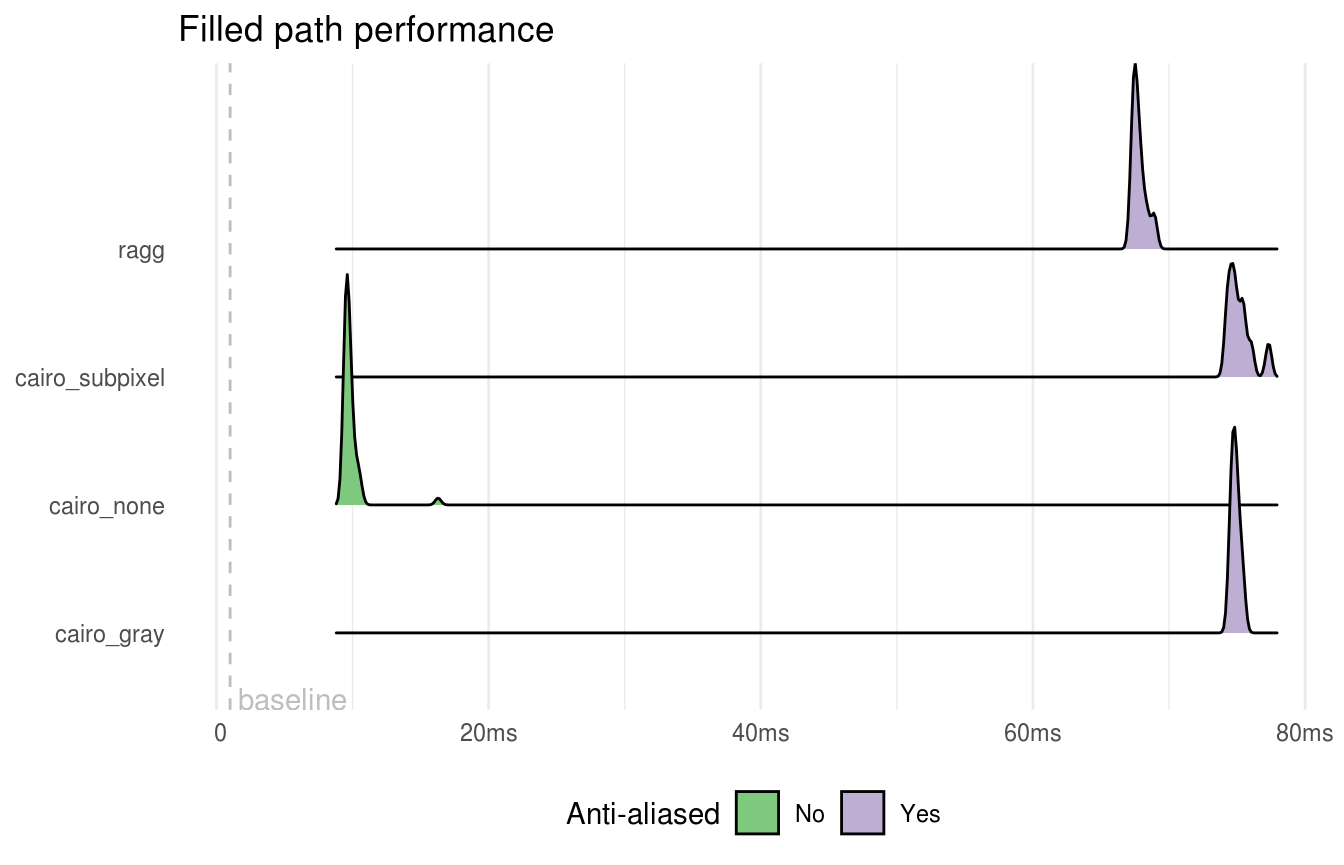 Filled path performance
ragg
cairo_subpixel
cairo_none
cairo_gray
baseline
0 20ms 40ms 60ms 80ms
Anti-aliased No Yes